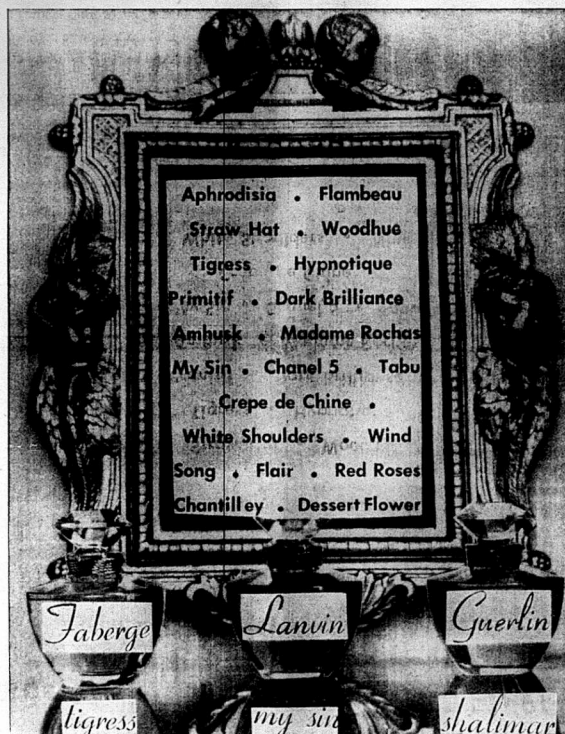 Aphrodisia . Flambeau
Straw Hat . Woodhue
Tigress . Hypnotique
Primitif . Dark Brilliance
Amhusk . Madame Rochas
My Sin . Chanel 5 . Tabu
Crepe de Chine .
White Shoulders . Wind
Song . Flair . Red Roses
Chantilley . Dessert Flower
Faberge Lanvin Guerlin
tigress my sin shalimar